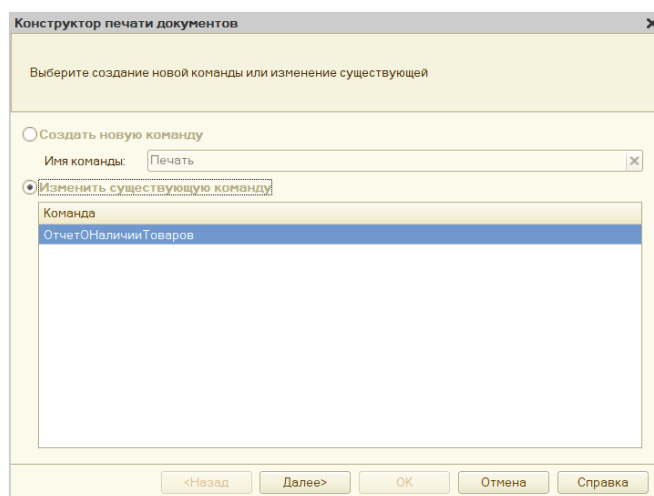 Конструктор печати документов
Выберите создание новой команды или изменение существующей
Создать новую команду
Имя команды: Печать
Изменить существующую команду
Команда
ОтчетОНаличииТоваров
<Назад Далее> ОК Отмена Справка